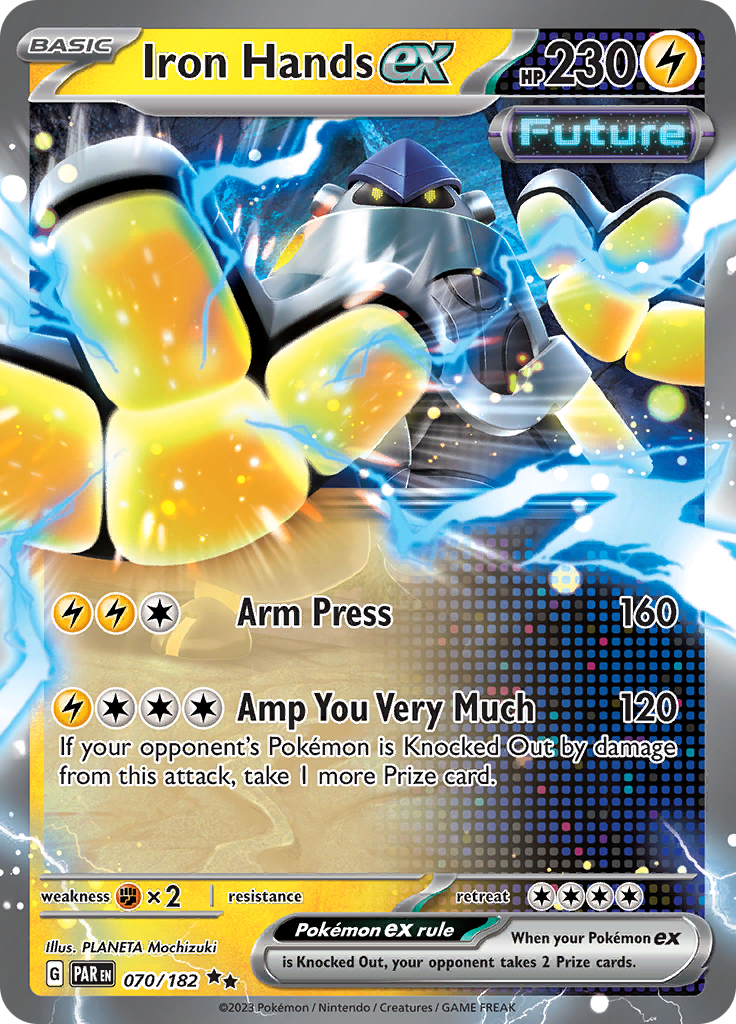 BASIC
Iron Hands ex
HP 230
Future
Arm Press 160
Amp You Very Much 120
If your opponent's Pokémon is Knocked Out by damage
from this attack, take 1 more Prize card.
weakness ×2 resistance retreat
Pokémon ex rule
When your Pokémon ex
is Knocked Out, your opponent takes 2 Prize cards.
Illus. PLANETA Mochizuki
G PAR EN 070/182
©2023 Pokémon / Nintendo / Creatures / GAME FREAK